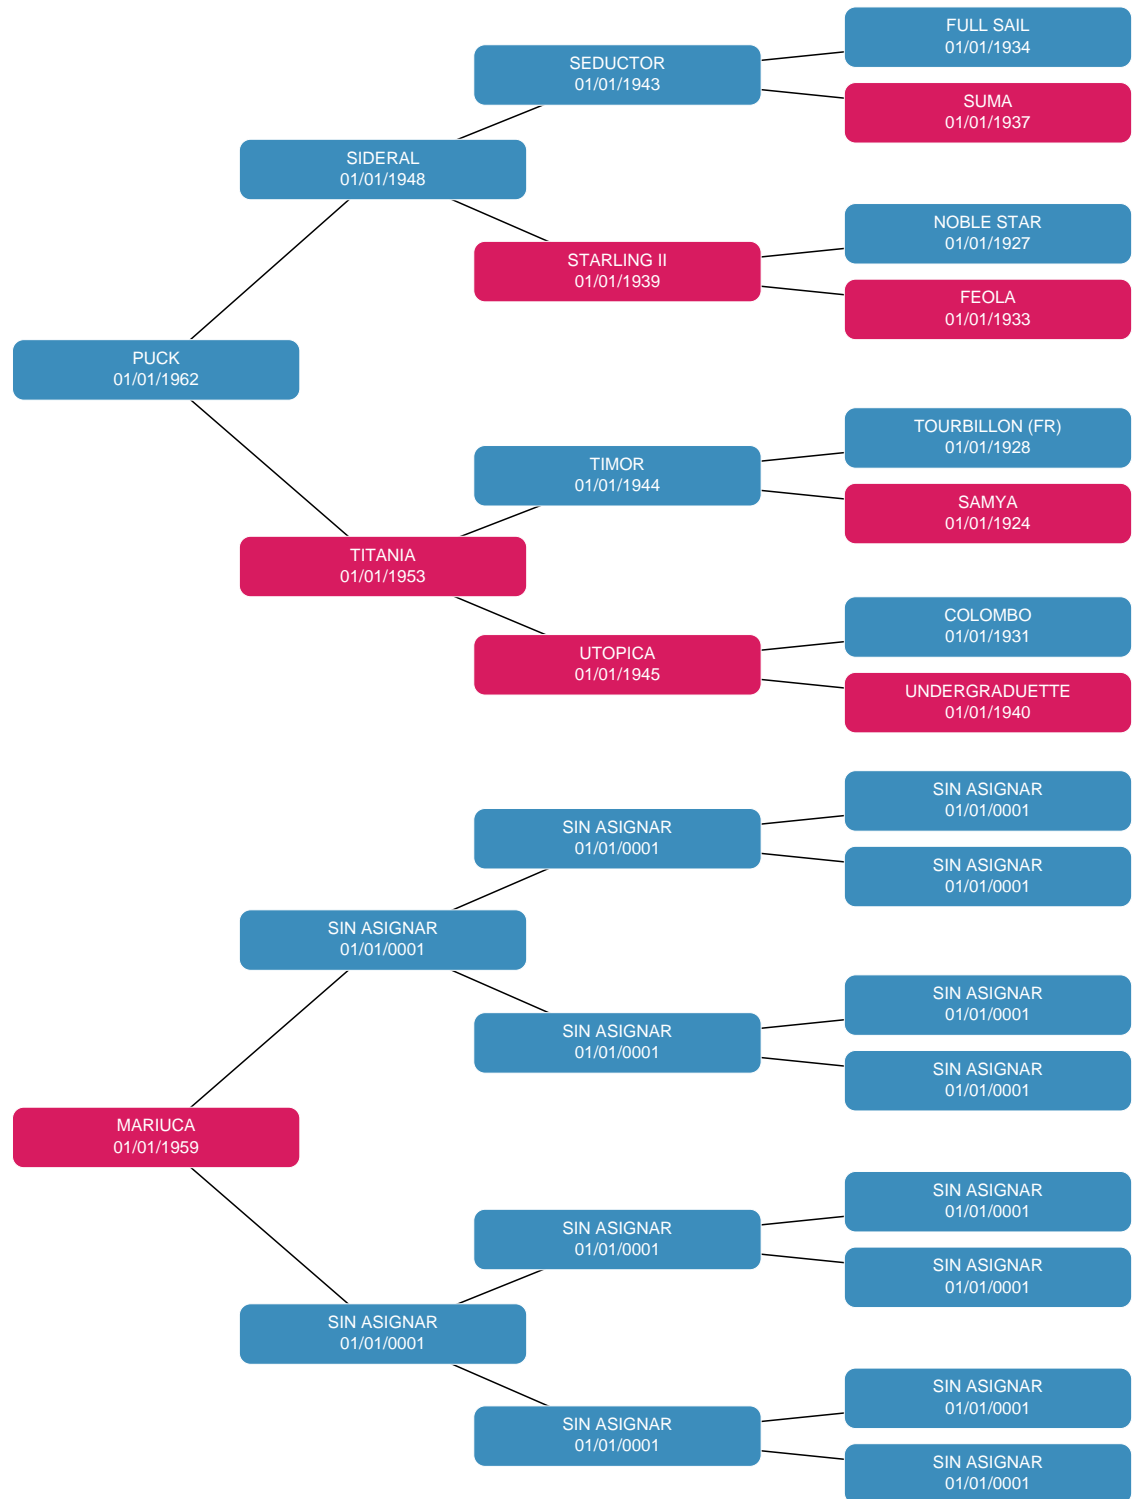 FULL SAIL
01/01/1934
SEDUCTOR
01/01/1943
SUMA
01/01/1937
SIDERAL
01/01/1948
NOBLE STAR
01/01/1927
STARLING II
01/01/1939
FEOLA
01/01/1933
PUCK
01/01/1962
TOURBILLON (FR)
01/01/1928
TIMOR
01/01/1944
SAMYA
01/01/1924
TITANIA
01/01/1953
COLOMBO
01/01/1931
UTOPICA
01/01/1945
UNDERGRADUETTE
01/01/1940
SIN ASIGNAR
01/01/0001
SIN ASIGNAR
01/01/0001
SIN ASIGNAR
01/01/0001
SIN ASIGNAR
01/01/0001
SIN ASIGNAR
01/01/0001
SIN ASIGNAR
01/01/0001
SIN ASIGNAR
01/01/0001
MARIUCA
01/01/1959
SIN ASIGNAR
01/01/0001
SIN ASIGNAR
01/01/0001
SIN ASIGNAR
01/01/0001
SIN ASIGNAR
01/01/0001
SIN ASIGNAR
01/01/0001
SIN ASIGNAR
01/01/0001
SIN ASIGNAR
01/01/0001